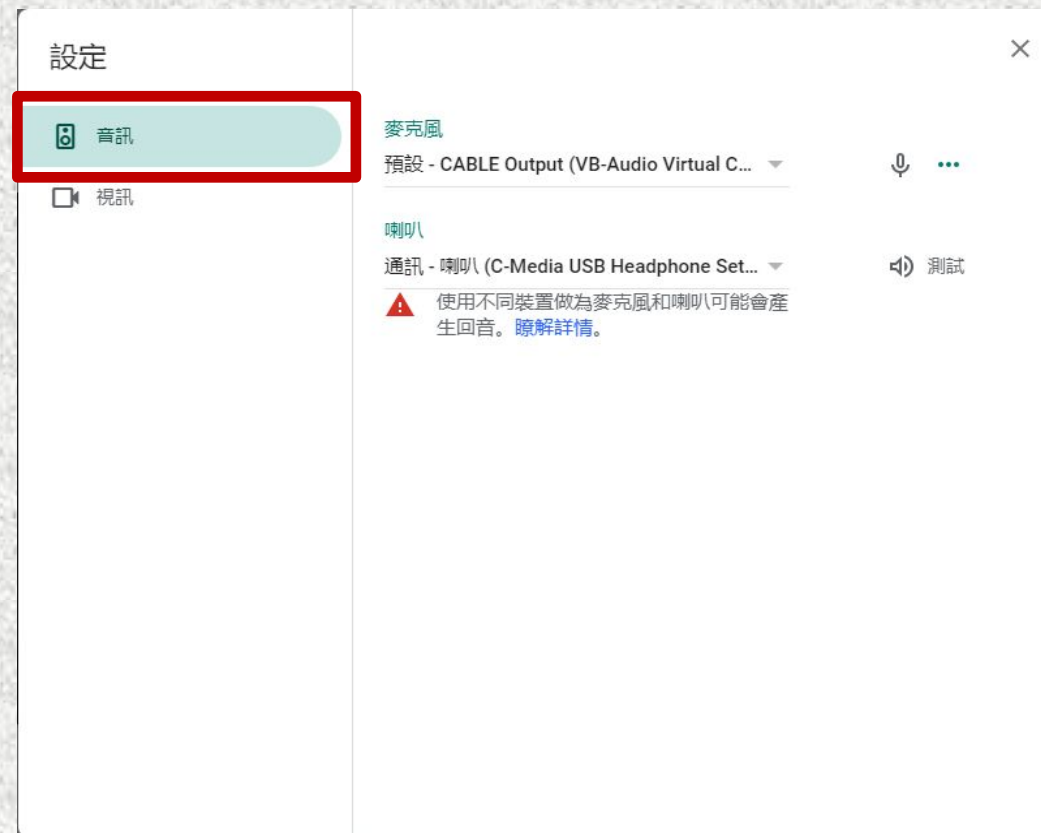 設定
音訊
視訊
麥克風
預設 - CABLE Output (VB-Audio Virtual C...
喇叭
通訊 - 喇叭 (C-Media USB Headphone Set...
測試
使用不同裝置做為麥克風和喇叭可能會產
生回音。瞭解詳情。